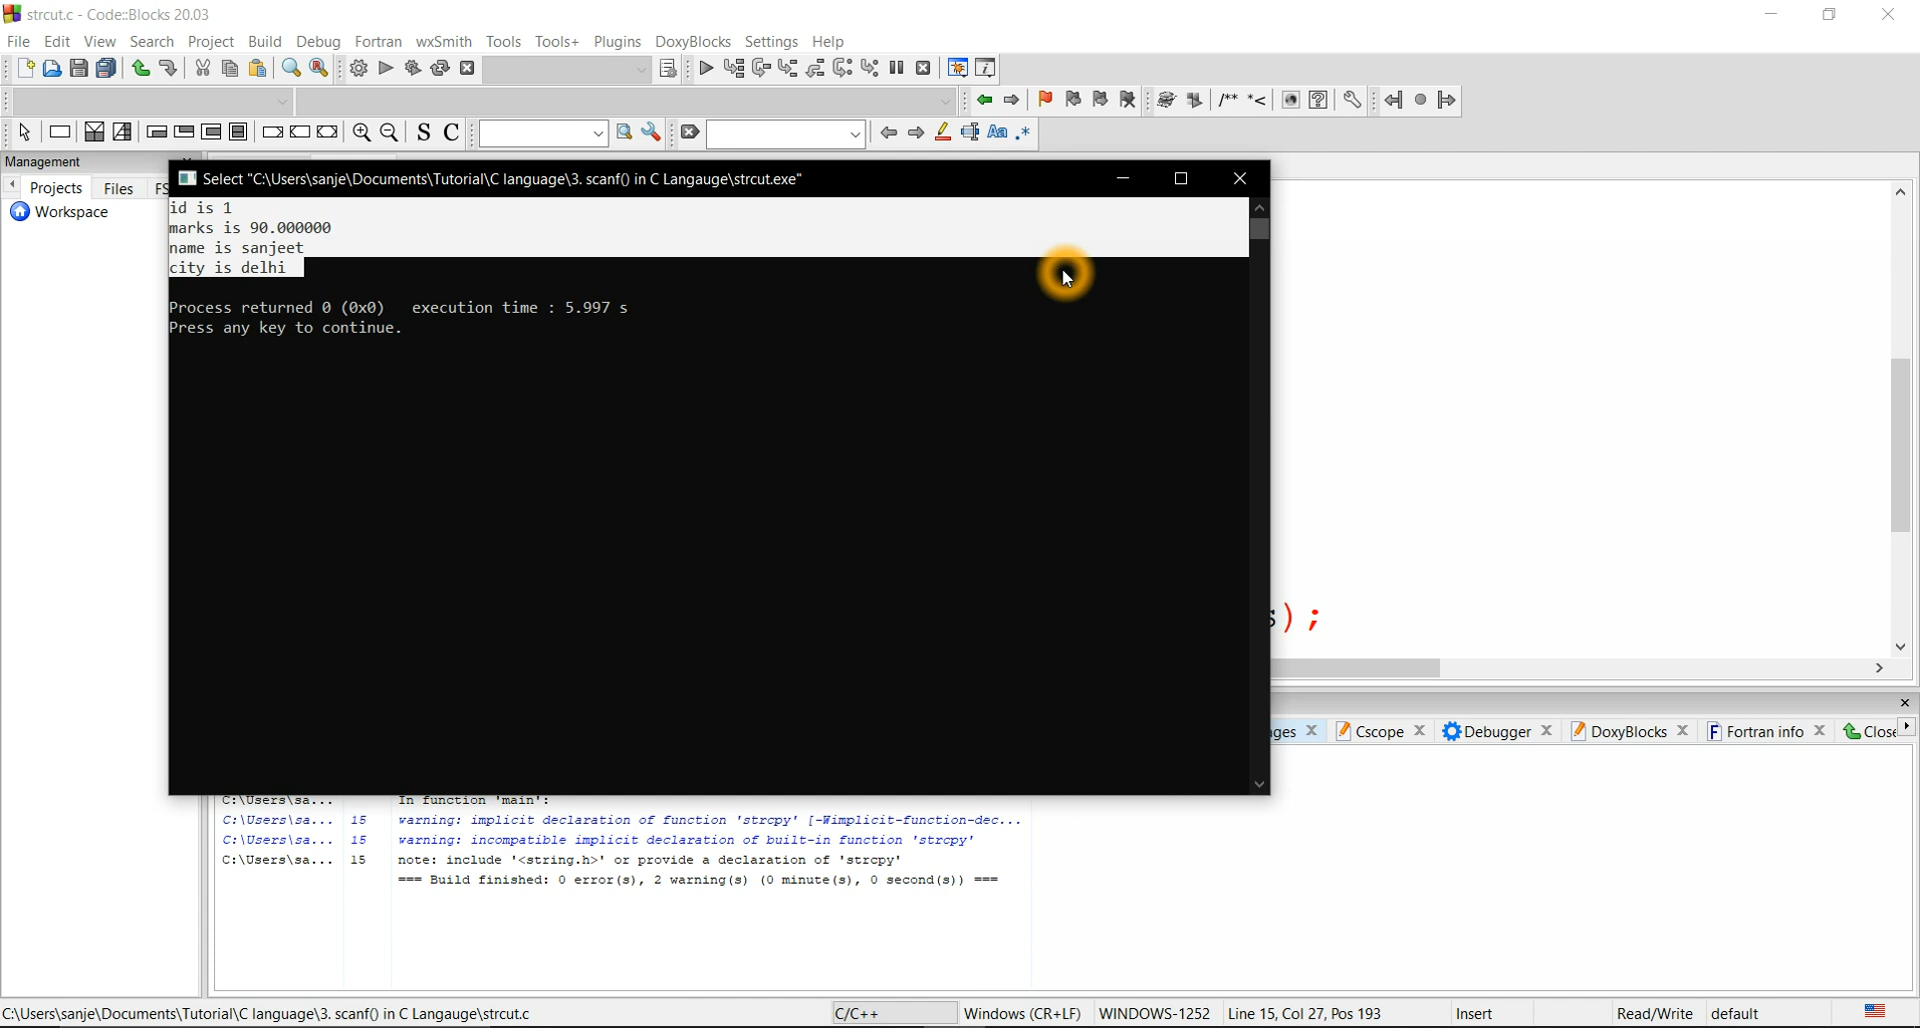 strcut.c - Code::Blocks 20.03
File Edit View Search Project Build Debug Fortran wxSmith Tools Tools+ Plugins DoxyBlocks Settings Help
/** *<
S C
Aa .*
Management
Projects Files FS
Workspace
Select "C:\Users\sanje\Documents\Tutorial\C language\3. scanf() in C Langauge\strcut.exe"
id is 1
marks is 90.000000
name is sanjeet
city is delhi
Process returned 0 (0x0)   execution time : 5.997 s
Press any key to continue.
s);
ages Cscope Debugger DoxyBlocks Fortran info Close
C:\Users\sa... In function 'main':
C:\Users\sa... 15 warning: implicit declaration of function 'strcpy' [-Wimplicit-function-dec...
C:\Users\sa... 15 warning: incompatible implicit declaration of built-in function 'strcpy'
C:\Users\sa... 15 note: include '<string.h>' or provide a declaration of 'strcpy'
=== Build finished: 0 error(s), 2 warning(s) (0 minute(s), 0 second(s)) ===
C:\Users\sanje\Documents\Tutorial\C language\3. scanf() in C Langauge\strcut.c C/C++ Windows (CR+LF) WINDOWS-1252 Line 15, Col 27, Pos 193 Insert Read/Write default